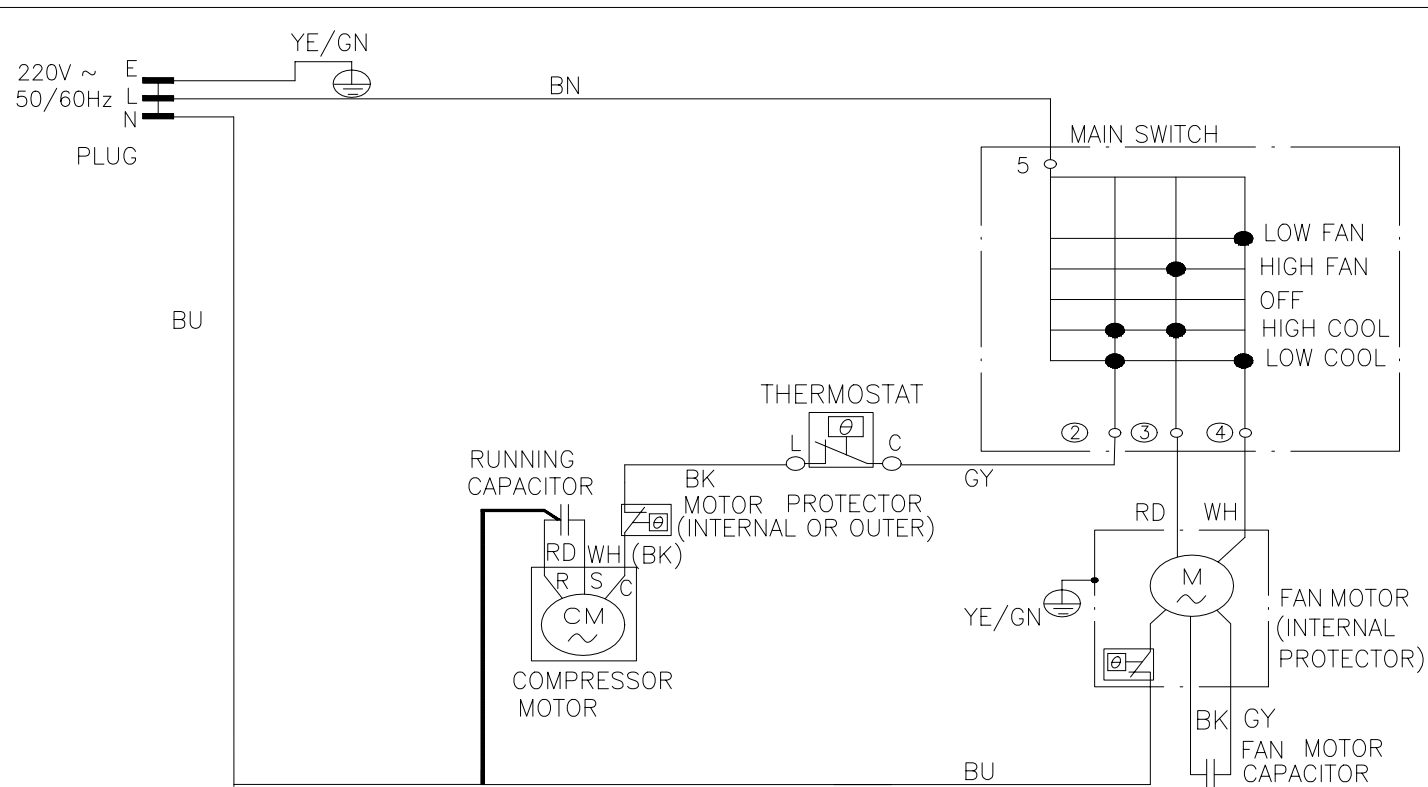 YE/GN
220V ~ E
50/60Hz L
N
PLUG
BN
MAIN SWITCH
5
LOW FAN
HIGH FAN
OFF
HIGH COOL
LOW COOL
BU
THERMOSTAT
θ
L C
2 3 4
RUNNING
CAPACITOR
BK
GY
MOTOR PROTECTOR
(INTERNAL OR OUTER)
θ
RD WH (BK)
R S C
CM
~
COMPRESSOR
MOTOR
RD WH
M
~
YE/GN
FAN MOTOR
(INTERNAL
PROTECTOR)
θ
BK GY
FAN MOTOR
CAPACITOR
BU